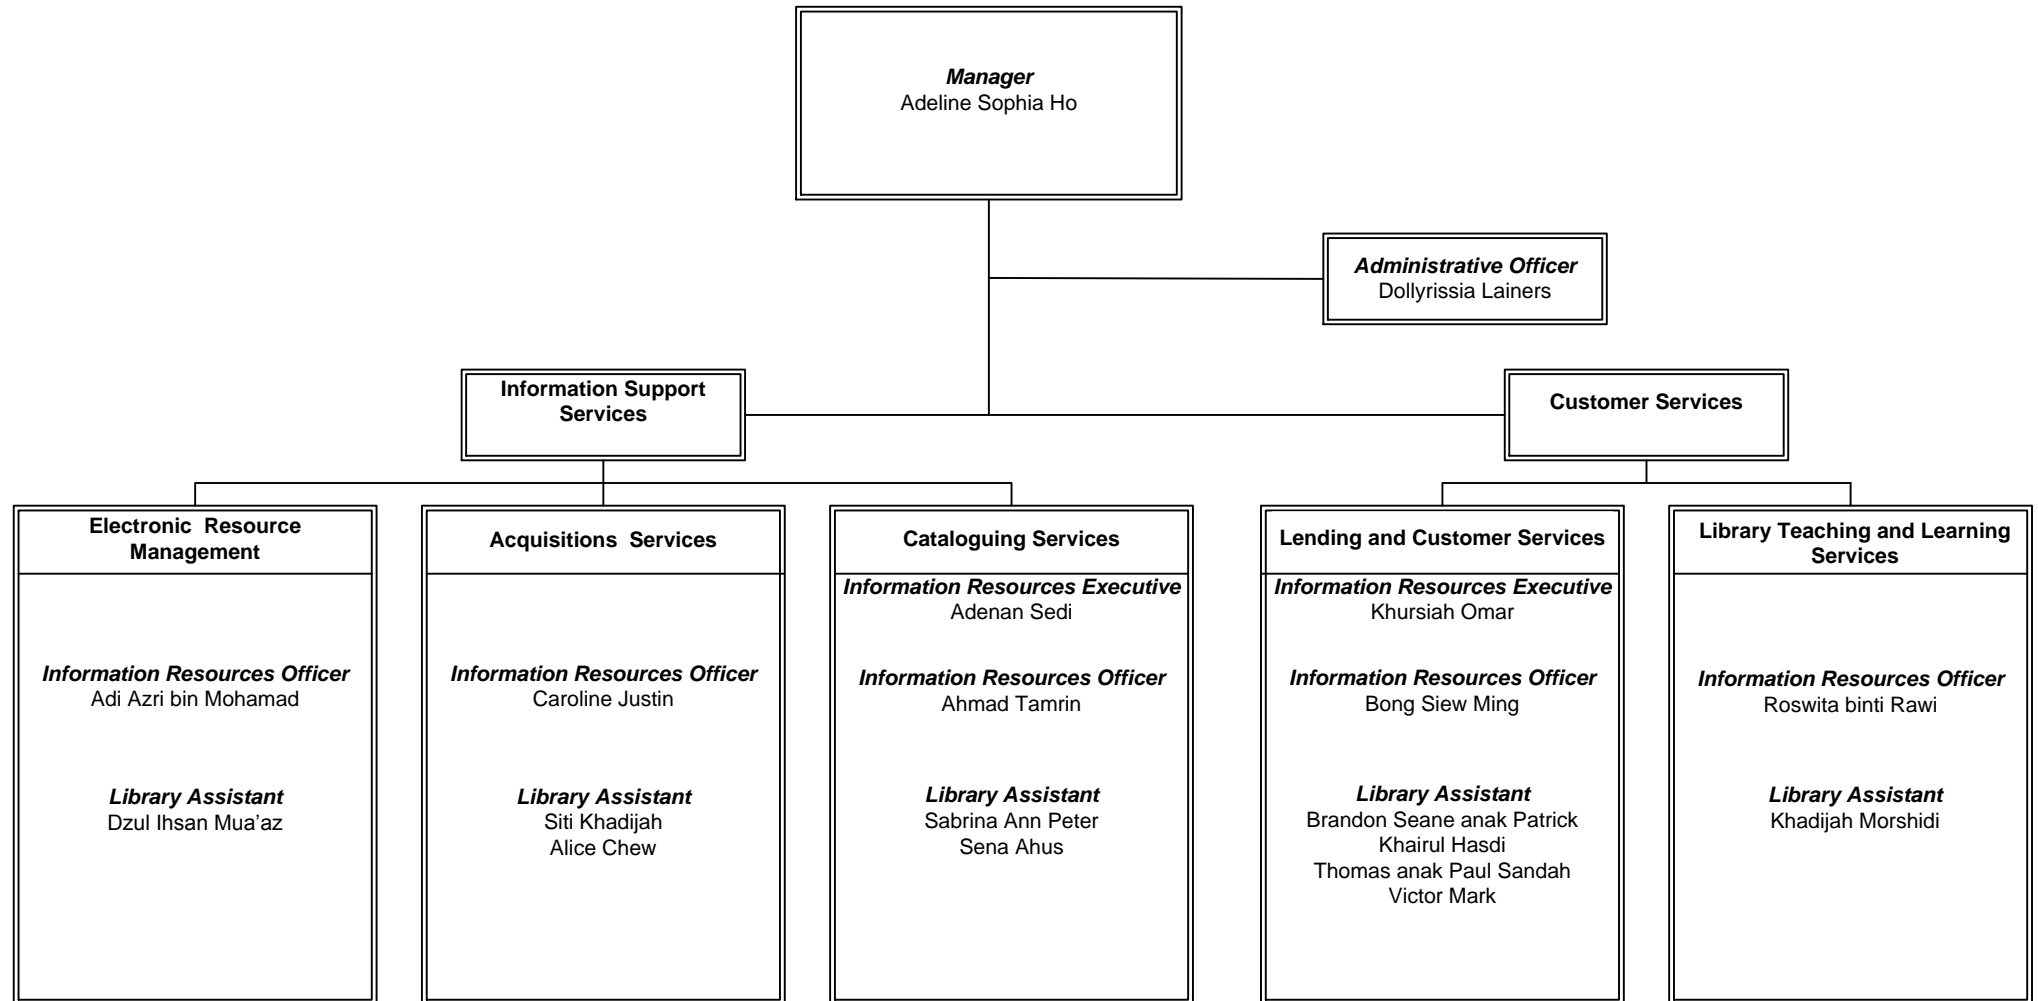 Manager
Adeline Sophia Ho
Administrative Officer
Dollyrissia Lainers
Information Support
Services
Customer Services
Electronic Resource
Management
Information Resources Officer
Adi Azri bin Mohamad
Library Assistant
Dzul Ihsan Mua’az
Acquisitions Services
Information Resources Officer
Caroline Justin
Library Assistant
Siti Khadijah
Alice Chew
Cataloguing Services
Information Resources Executive
Adenan Sedi
Information Resources Officer
Ahmad Tamrin
Library Assistant
Sabrina Ann Peter
Sena Ahus
Lending and Customer Services
Information Resources Executive
Khursiah Omar
Information Resources Officer
Bong Siew Ming
Library Assistant
Brandon Seane anak Patrick
Khairul Hasdi
Thomas anak Paul Sandah
Victor Mark
Library Teaching and Learning
Services
Information Resources Officer
Roswita binti Rawi
Library Assistant
Khadijah Morshidi